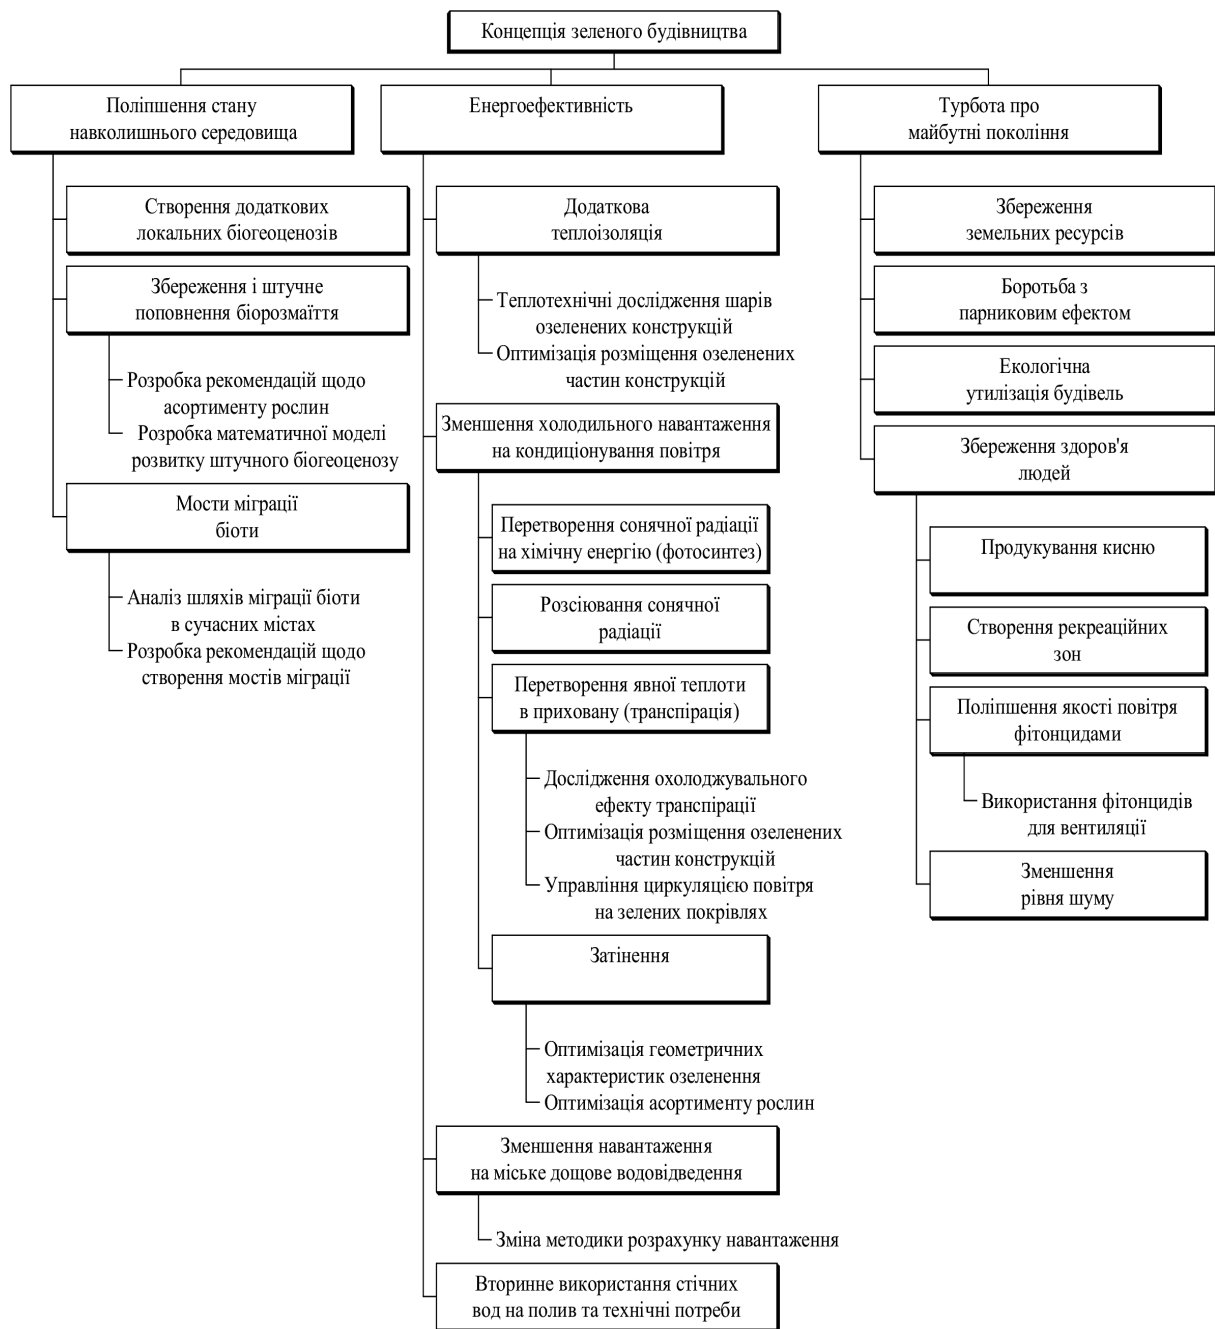 Концепція зеленого будівництва
Поліпшення стану
навколишнього середовища
Створення додаткових
локальних біогеоценозів
Збереження і штучне
поповнення біорозмаїття
Розробка рекомендацій щодо
асортименту рослин
Розробка математичної моделі
розвитку штучного біогеоценозу
Мости міграції
біоти
Аналіз шляхів міграції біоти
в сучасних містах
Розробка рекомендацій щодо
створення мостів міграції
Енергоефективність
Додаткова
теплоізоляція
Теплотехнічні дослідження шарів
озеленених конструкцій
Оптимізація розміщення озеленених
частин конструкцій
Зменшення холодильного навантаження
на кондиціонування повітря
Перетворення сонячної радіації
на хімічну енергію (фотосинтез)
Розсіювання сонячної
радіації
Перетворення явної теплоти
в приховану (транспірація)
Дослідження охолоджувального
ефекту транспірації
Оптимізація розміщення озеленених
частин конструкцій
Управління циркуляцією повітря
на зелених покрівлях
Затінення
Оптимізація геометричних
характеристик озеленення
Оптимізація асортименту рослин
Зменшення навантаження
на міське дощове водовідведення
Зміна методики розрахунку навантаження
Вторинне використання стічних
вод на полив та технічні потреби
Турбота про
майбутні покоління
Збереження
земельних ресурсів
Боротьба з
парниковим ефектом
Екологічна
утилізація будівель
Збереження здоров'я
людей
Продукування кисню
Створення рекреаційних
зон
Поліпшення якості повітря
фітонцидами
Використання фітонцидів
для вентиляції
Зменшення
рівня шуму